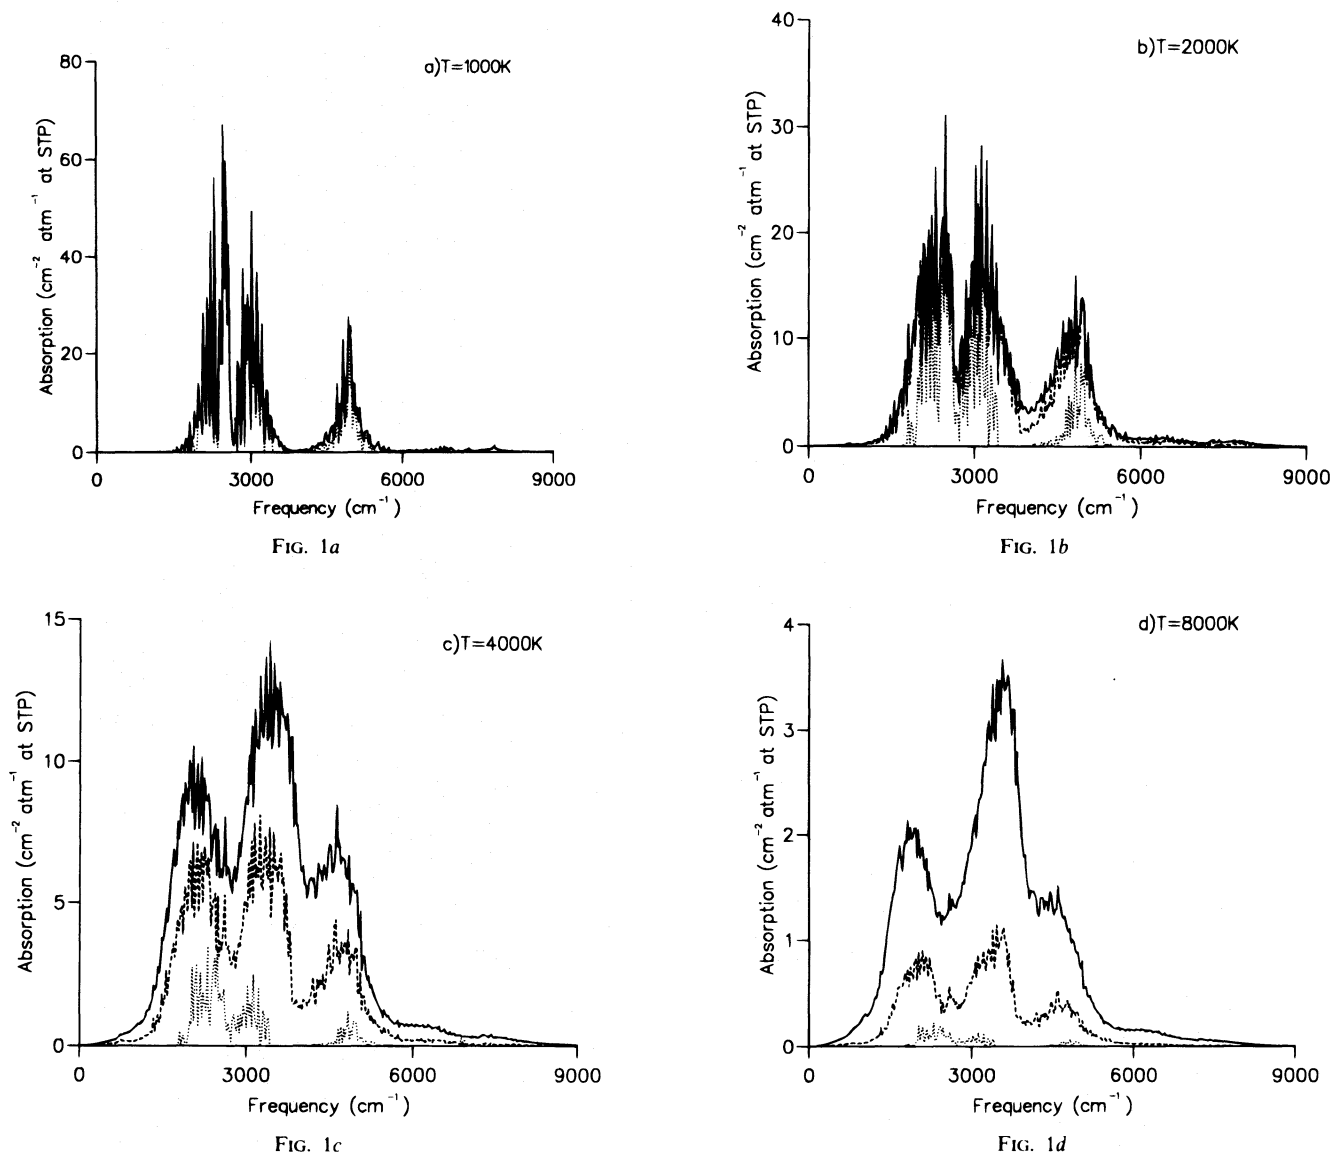 a)T=1000K
Absorption (cm⁻² atm⁻¹ at STP)
80
60
40
20
0
0 3000 6000 9000
Frequency (cm⁻¹)
FIG. 1a
b)T=2000K
Absorption (cm⁻² atm⁻¹ at STP)
40
30
20
10
0
0 3000 6000 9000
Frequency (cm⁻¹)
FIG. 1b
c)T=4000K
Absorption (cm⁻² atm⁻¹ at STP)
15
10
5
0
0 3000 6000 9000
Frequency (cm⁻¹)
FIG. 1c
d)T=8000K
Absorption (cm⁻² atm⁻¹ at STP)
4
3
2
1
0
0 3000 6000 9000
Frequency (cm⁻¹)
FIG. 1d